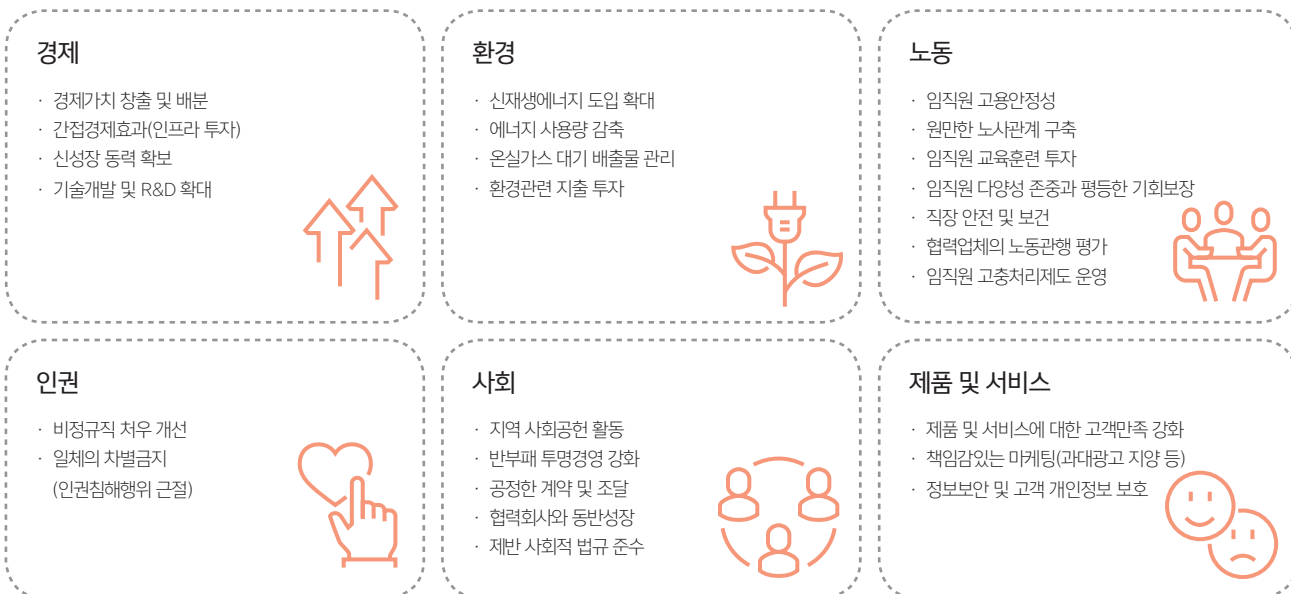 경제
· 경제가치 창출 및 배분
· 간접경제효과(인프라 투자)
· 신성장 동력 확보
· 기술개발 및 R&D 확대
환경
· 신재생에너지 도입 확대
· 에너지 사용량 감축
· 온실가스 대기 배출물 관리
· 환경관련 지출 투자
노동
· 임직원 고용안정성
· 원만한 노사관계 구축
· 임직원 교육훈련 투자
· 임직원 다양성 존중과 평등한 기회보장
· 직장 안전 및 보건
· 협력업체의 노동관행 평가
· 임직원 고충처리제도 운영
인권
· 비정규직 처우 개선
· 일체의 차별금지
(인권침해행위 근절)
사회
· 지역 사회공헌 활동
· 반부패 투명경영 강화
· 공정한 계약 및 조달
· 협력회사와 동반성장
· 제반 사회적 법규 준수
제품 및 서비스
· 제품 및 서비스에 대한 고객만족 강화
· 책임감있는 마케팅(과대광고 지양 등)
· 정보보안 및 고객 개인정보 보호